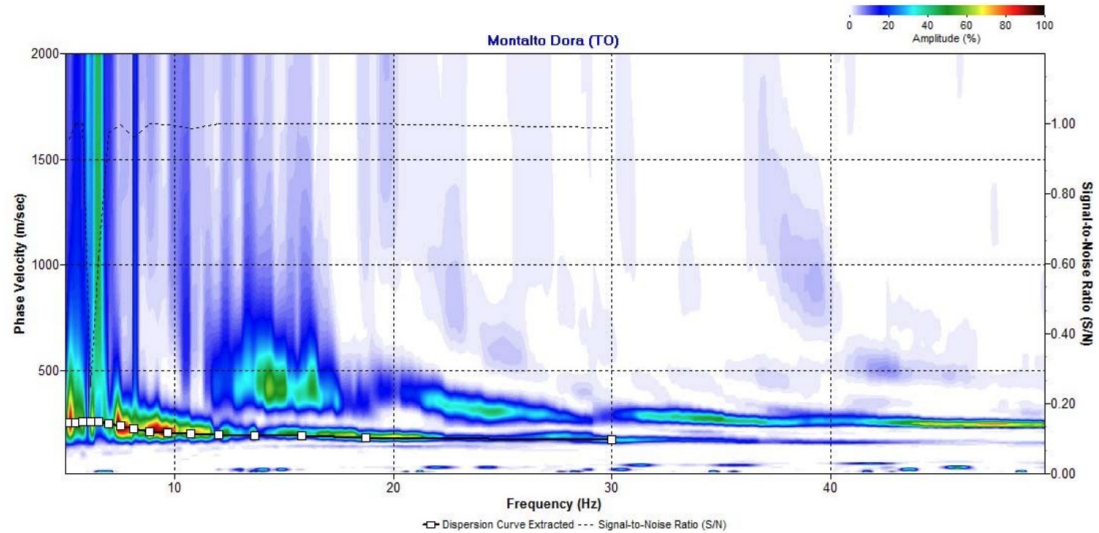 0 20 40 60 80 100
Amplitude (%)
Montalto Dora (TO)
2000
1500
1000
500
Phase Velocity (m/sec)
1.00
0.80
0.60
0.40
0.20
0.00
Signal-to-Noise Ratio (S/N)
10 20 30 40
Frequency (Hz)
Dispersion Curve Extracted Signal-to-Noise Ratio (S/N)